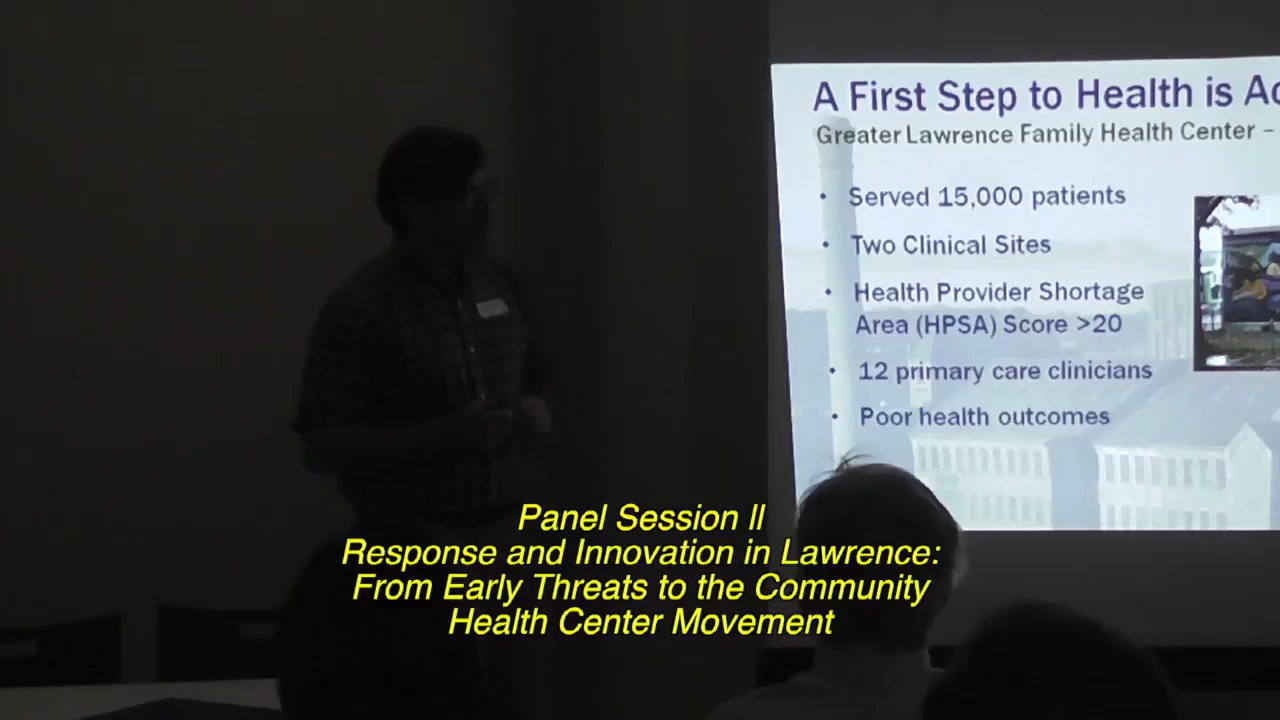 A First Step to Health is
Greater Lawrence Family Health Center –
• Served 15,000 patients
• Two Clinical Sites
• Health Provider Shortage
Area (HPSA) Score >20
• 12 primary care clinicians
• Poor health outcomes
Panel Session II
Response and Innovation in Lawrence:
From Early Threats to the Community
Health Center Movement